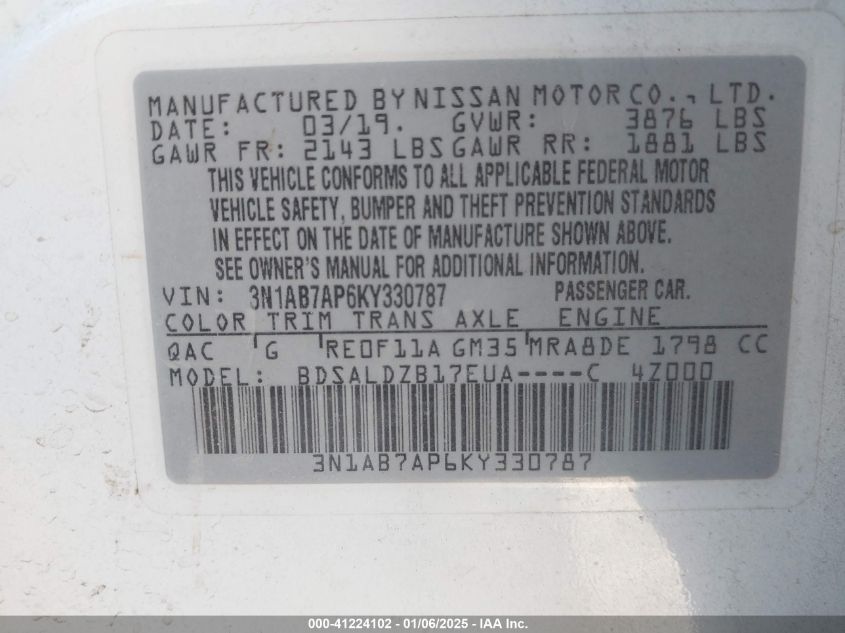 MANUFACTURED BY NISSAN MOTOR CO., LTD.
DATE: 03/19. GVWR: 3876 LBS
GAWR FR: 2143 LBS GAWR RR: 1881 LBS
THIS VEHICLE CONFORMS TO ALL APPLICABLE FEDERAL MOTOR
VEHICLE SAFETY, BUMPER AND THEFT PREVENTION STANDARDS
IN EFFECT ON THE DATE OF MANUFACTURE SHOWN ABOVE.
SEE OWNER'S MANUAL FOR ADDITIONAL INFORMATION.
VIN: 3N1AB7AP6KY330787 PASSENGER CAR.
COLOR TRIM TRANS AXLE ENGINE
QAC G RE0F11A GM35 MRA8DE 1798 CC
MODEL: BDSALDZB17EUA----C 4Z000
3N1AB7AP6KY330787
000-41224102 - 01/06/2025 - IAA Inc.